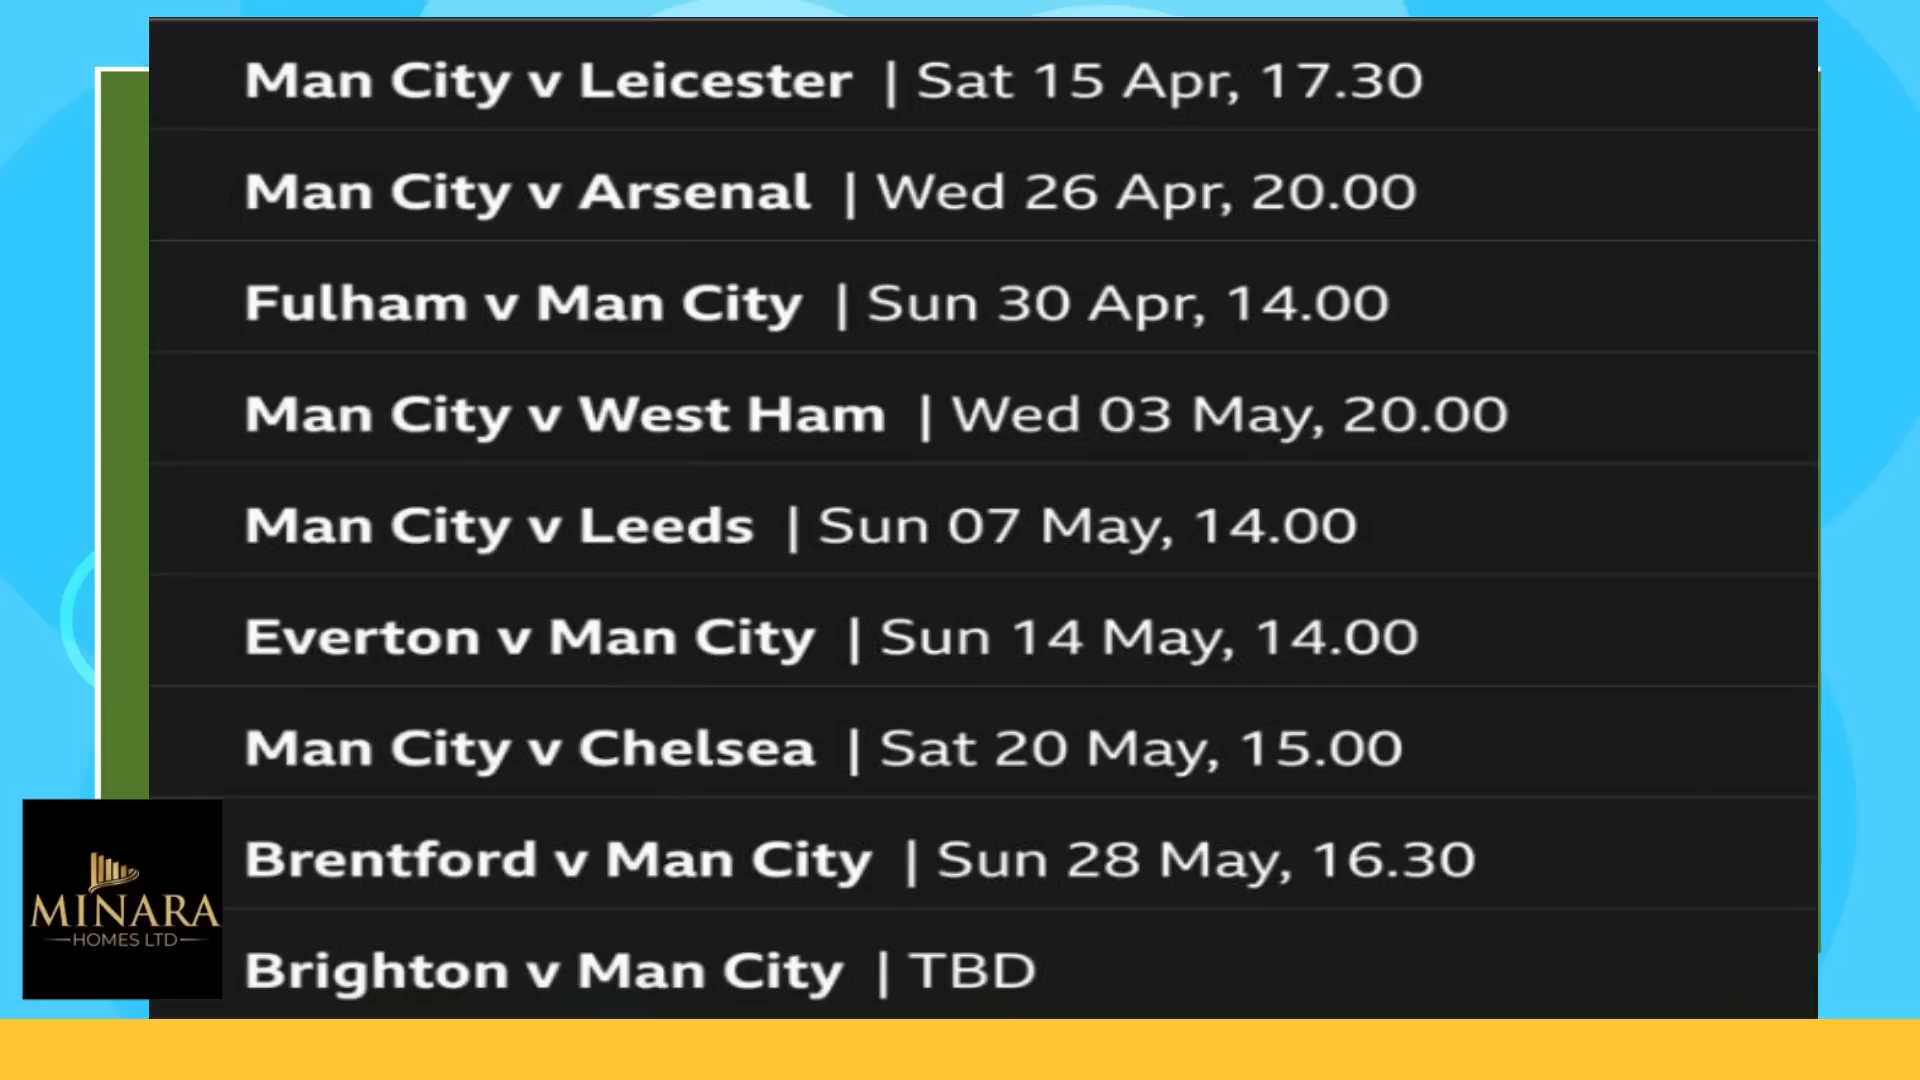 Man City v Leicester | Sat 15 Apr, 17.30
Man City v Arsenal | Wed 26 Apr, 20.00
Fulham v Man City | Sun 30 Apr, 14.00
Man City v West Ham | Wed 03 May, 20.00
Man City v Leeds | Sun 07 May, 14.00
Everton v Man City | Sun 14 May, 14.00
Man City v Chelsea | Sat 20 May, 15.00
Brentford v Man City | Sun 28 May, 16.30
Brighton v Man City | TBD
MINARA
HOMES LTD